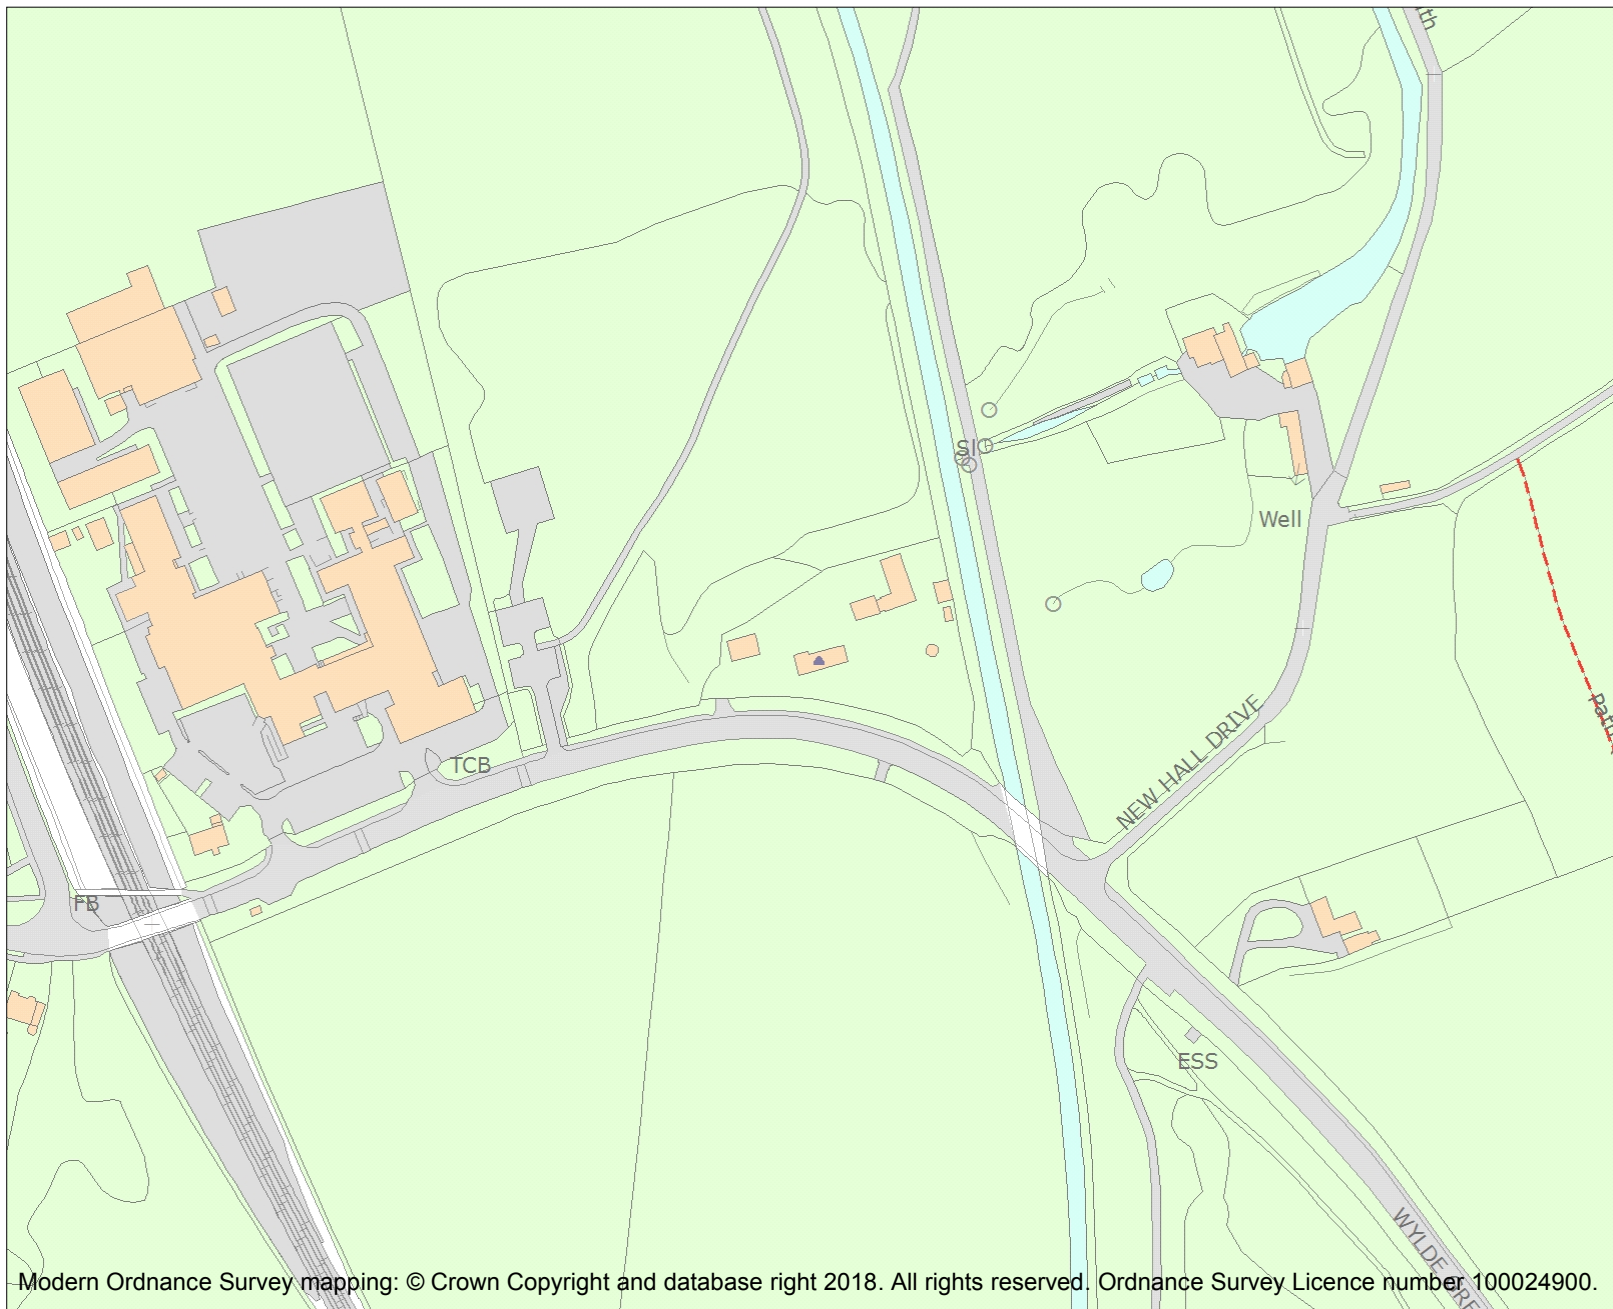 SI
Well
NEW HALL DRIVE
TCB
FB
ESS
Modern Ordnance Survey mapping: © Crown Copyright and database right 2018. All rights reserved. Ordnance Survey Licence number 100024900.